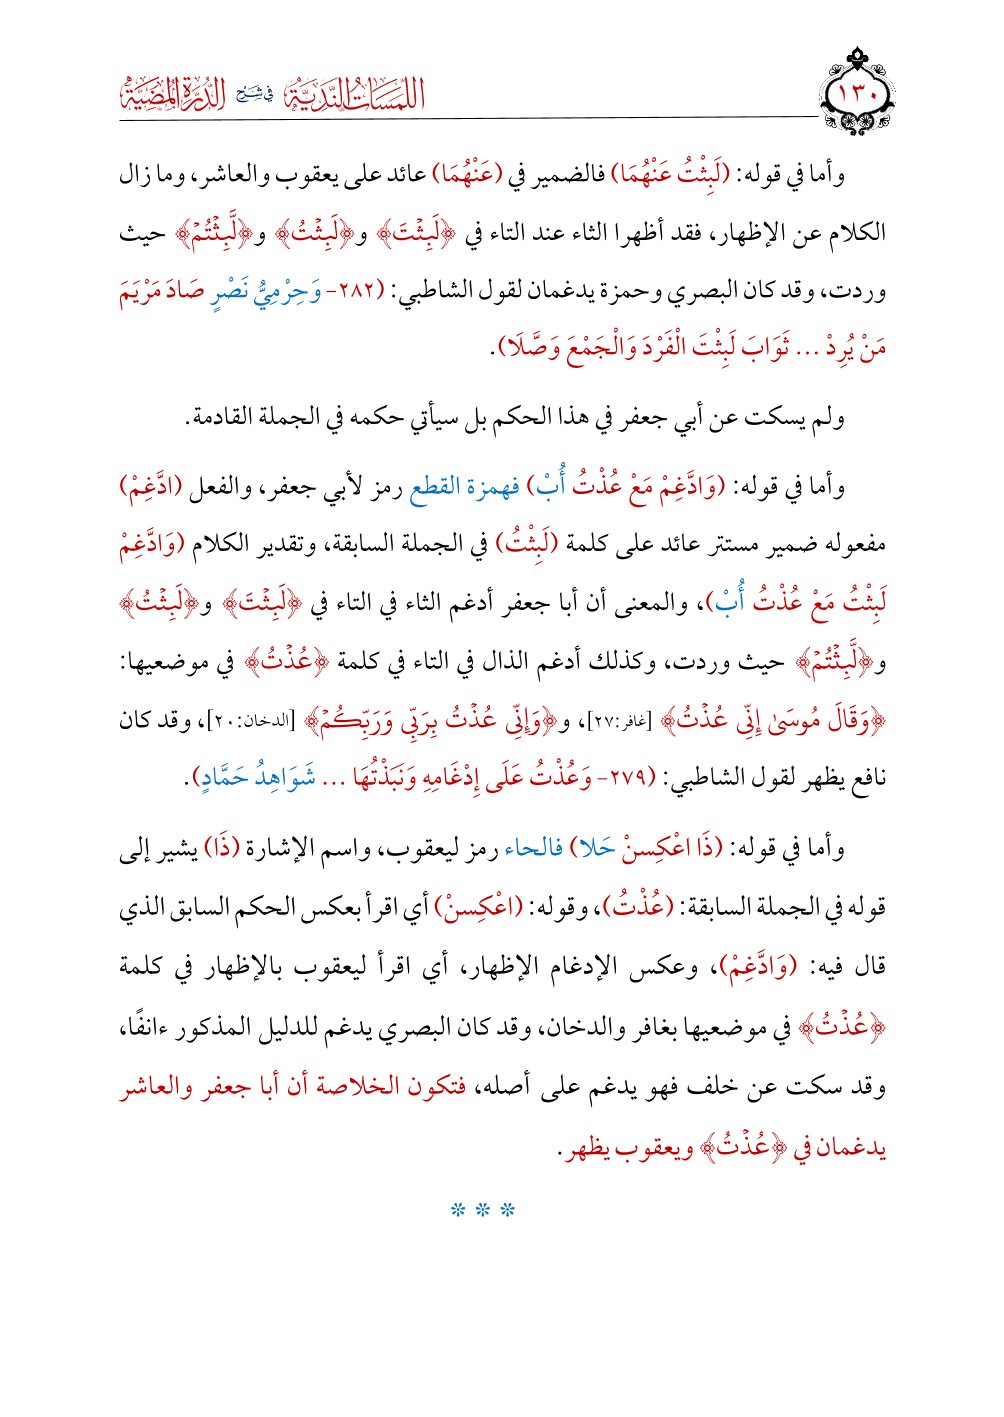 ١٣٠
اللمسات الندية في شرح الدرة المضية
وأما في قوله: (لَبِثْتُ عَنْهُمَا) فالضمير في (عَنْهُمَا) عائد على يعقوب والعاشر، وما زال
الكلام عن الإظهار، فقد أظهرا الثاء عند التاء في ﴿لَبِثۡتَ﴾ و﴿لَبِثۡتُ﴾ و﴿لَّبِثۡتُمۡ﴾ حيث
وردت، وقد كان البصري وحمزة يدغمان لقول الشاطبي: (٢٨٢- وَحِرْمِيُّ نَصْرٍ صَادَ مَرْيَمَ
مَنْ يُرِدْ ... ثَوَابَ لَبِثْتَ الْفَرْدَ وَالْجَمْعَ وَصَّلَا).
ولم يسكت عن أبي جعفر في هذا الحكم بل سيأتي حكمه في الجملة القادمة.
وأما في قوله: (وَادَّغِمْ مَعْ عُذْتُ أُبْ) فهمزة القطع رمز لأبي جعفر، والفعل (ادَّغِمْ)
مفعوله ضمير مستتر عائد على كلمة (لَبِثْتُ) في الجملة السابقة، وتقدير الكلام (وَادَّغِمْ
لَبِثْتُ مَعْ عُذْتُ أُبْ)، والمعنى أن أبا جعفر أدغم الثاء في التاء في ﴿لَبِثۡتَ﴾ و﴿لَبِثۡتُ﴾
و﴿لَّبِثۡتُمۡ﴾ حيث وردت، وكذلك أدغم الذال في التاء في كلمة ﴿عُذۡتُ﴾ في موضعيها:
﴿وَقَالَ مُوسَىٰ إِنِّي عُذۡتُ﴾ [غافر:٢٧]، و﴿وَإِنِّي عُذۡتُ بِرَبِّي وَرَبِّكُمۡ﴾ [الدخان:٢٠]، وقد كان
نافع يظهر لقول الشاطبي: (٢٧٩- وَعُذْتُ عَلَى إِدْغَامِهِ وَنَبَذْتُهَا ... شَوَاهِدُ حَمَّادٍ).
وأما في قوله: (ذَا اعْكِسنْ حَلا) فالحاء رمز ليعقوب، واسم الإشارة (ذَا) يشير إلى
قوله في الجملة السابقة: (عُذْتُ)، وقوله: (اعْكِسنْ) أي اقرأ بعكس الحكم السابق الذي
قال فيه: (وَادَّغِمْ)، وعكس الإدغام الإظهار، أي اقرأ ليعقوب بالإظهار في كلمة
﴿عُذۡتُ﴾ في موضعيها بغافر والدخان، وقد كان البصري يدغم للدليل المذكور ءانفًا،
وقد سكت عن خلف فهو يدغم على أصله، فتكون الخلاصة أن أبا جعفر والعاشر
يدغمان في ﴿عُذۡتُ﴾ ويعقوب يظهر.
* * *